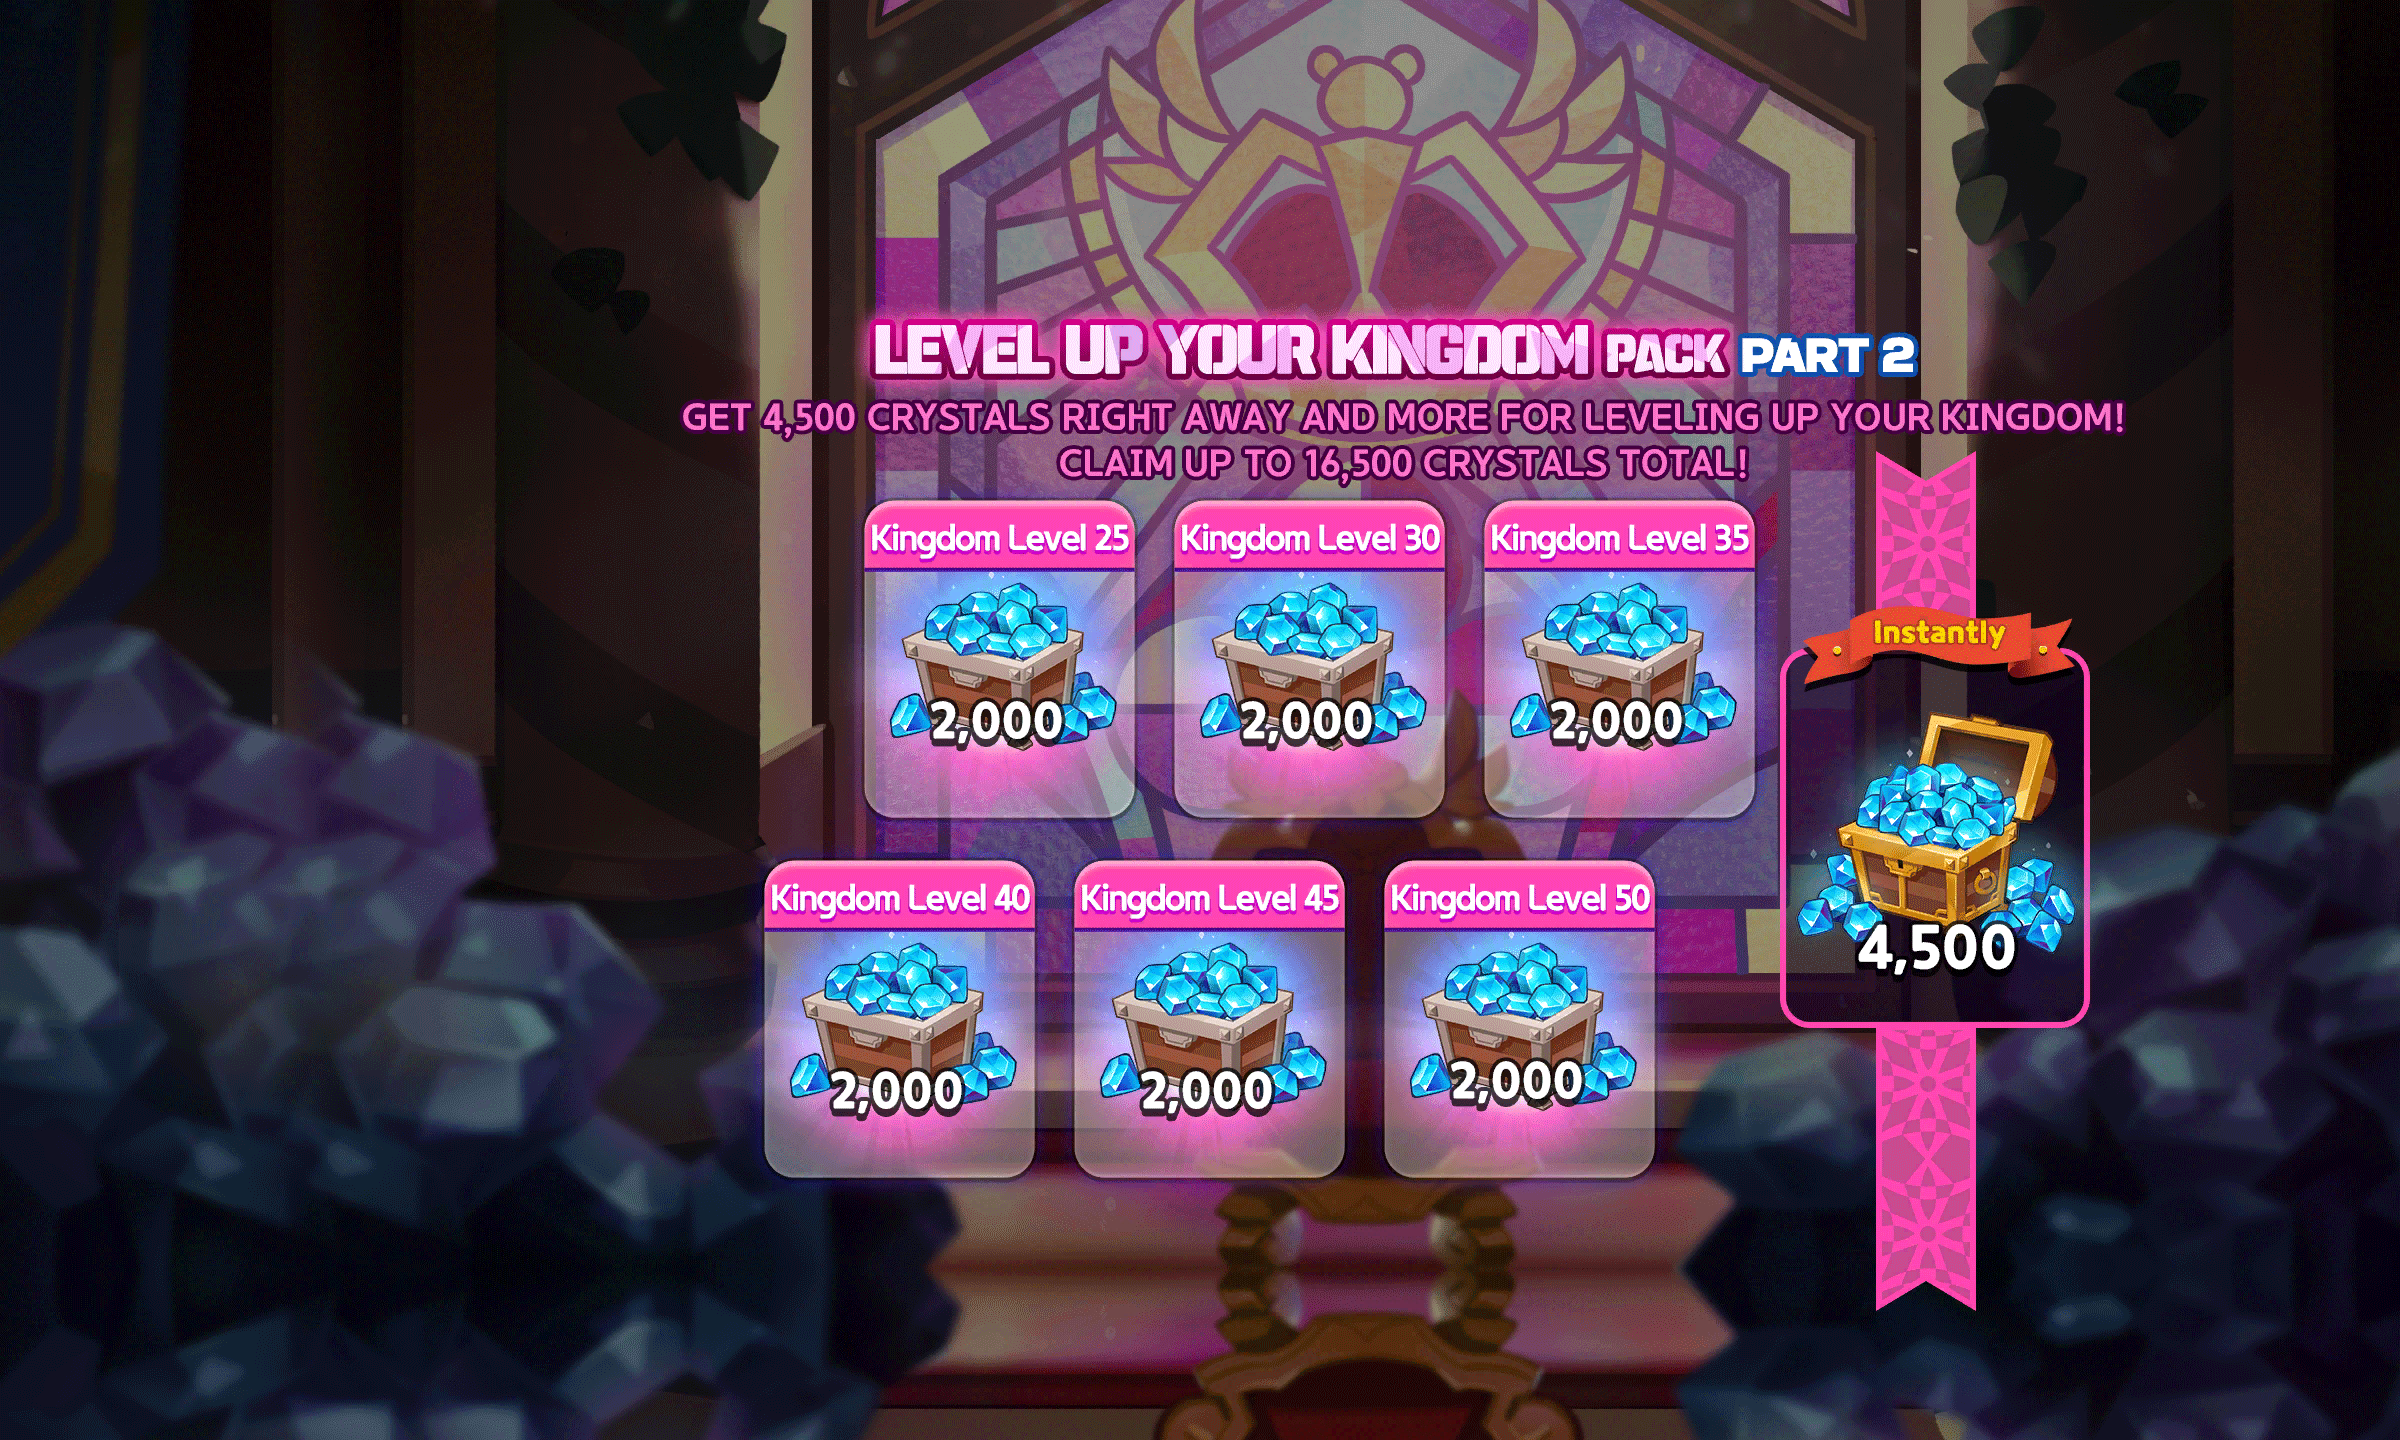 LEVEL UP YOUR KINGDOM PACK PART 2
GET 4,500 CRYSTALS RIGHT AWAY AND MORE FOR LEVELING UP YOUR KINGDOM!
CLAIM UP TO 16,500 CRYSTALS TOTAL!
Kingdom Level 25
2,000
Kingdom Level 30
2,000
Kingdom Level 35
2,000
Instantly
4,500
Kingdom Level 40
2,000
Kingdom Level 45
2,000
Kingdom Level 50
2,000